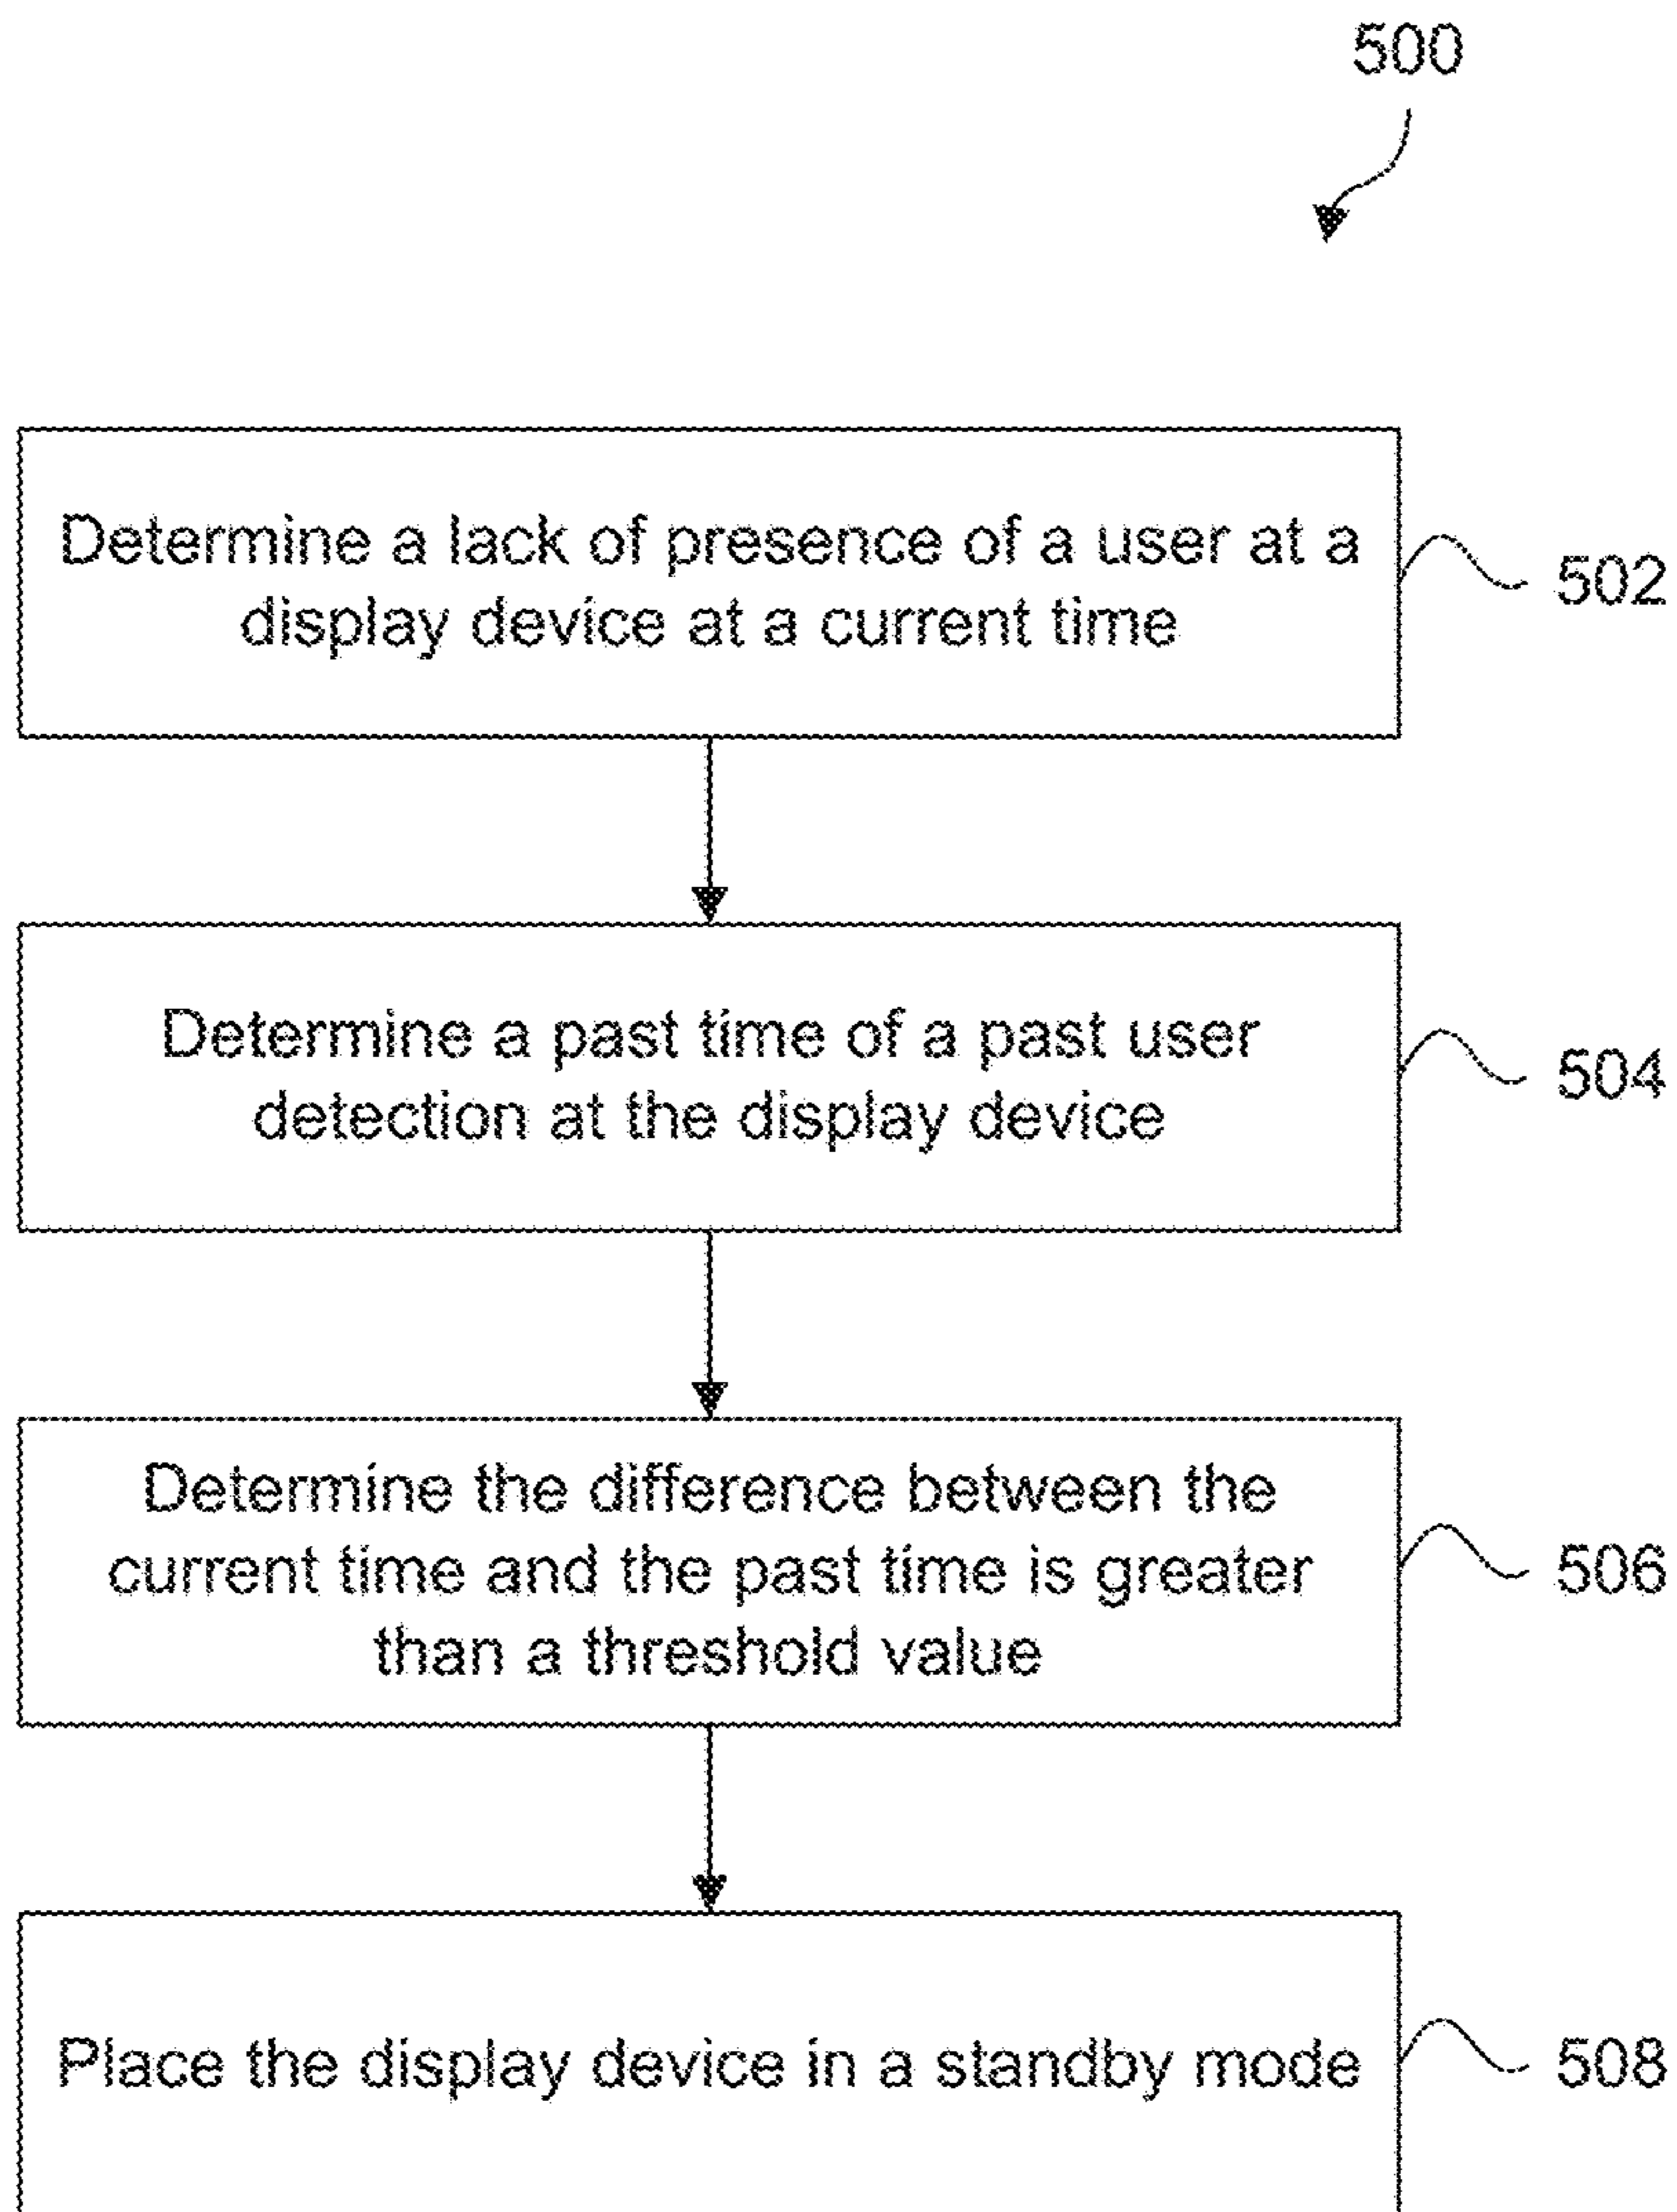 500
Determine a lack of presence of a user at a
display device at a current time
502
Determine a past time of a past user
detection at the display device
504
Determine the difference between the
current time and the past time is greater
than a threshold value
506
Place the display device in a standby mode
508